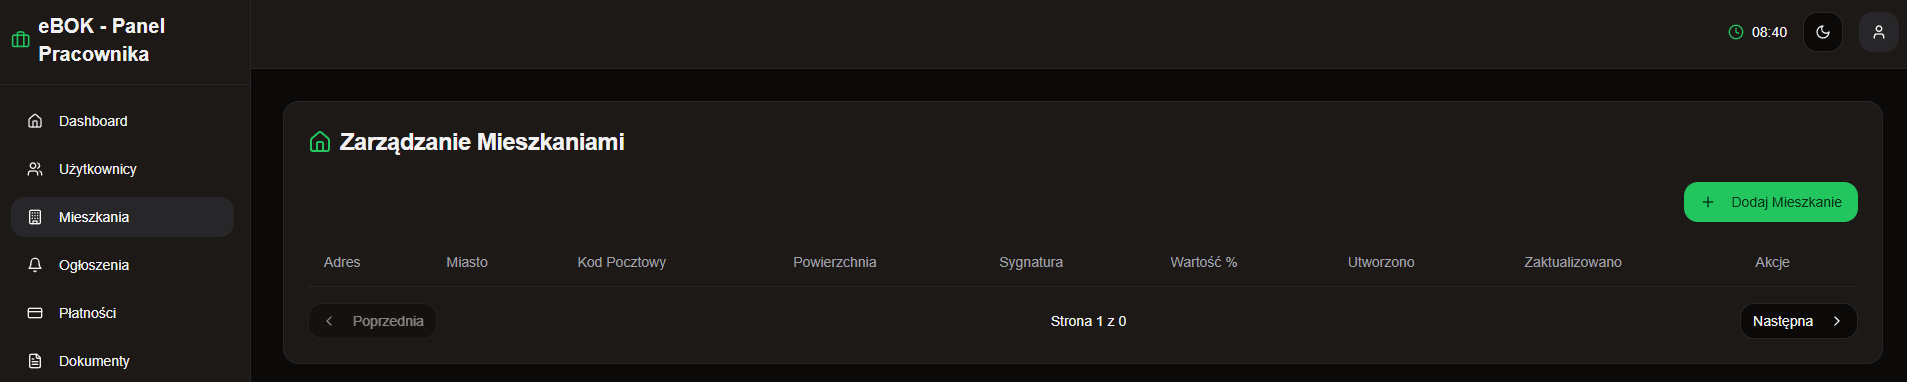 eBOK - Panel
Pracownika
08:40
Dashboard
Użytkownicy
Mieszkania
Ogłoszenia
Płatności
Dokumenty
Zarządzanie Mieszkaniami
Dodaj Mieszkanie
Adres Miasto Kod Pocztowy Powierzchnia Sygnatura Wartość % Utworzono Zaktualizowano Akcje
Poprzednia Strona 1 z 0 Następna